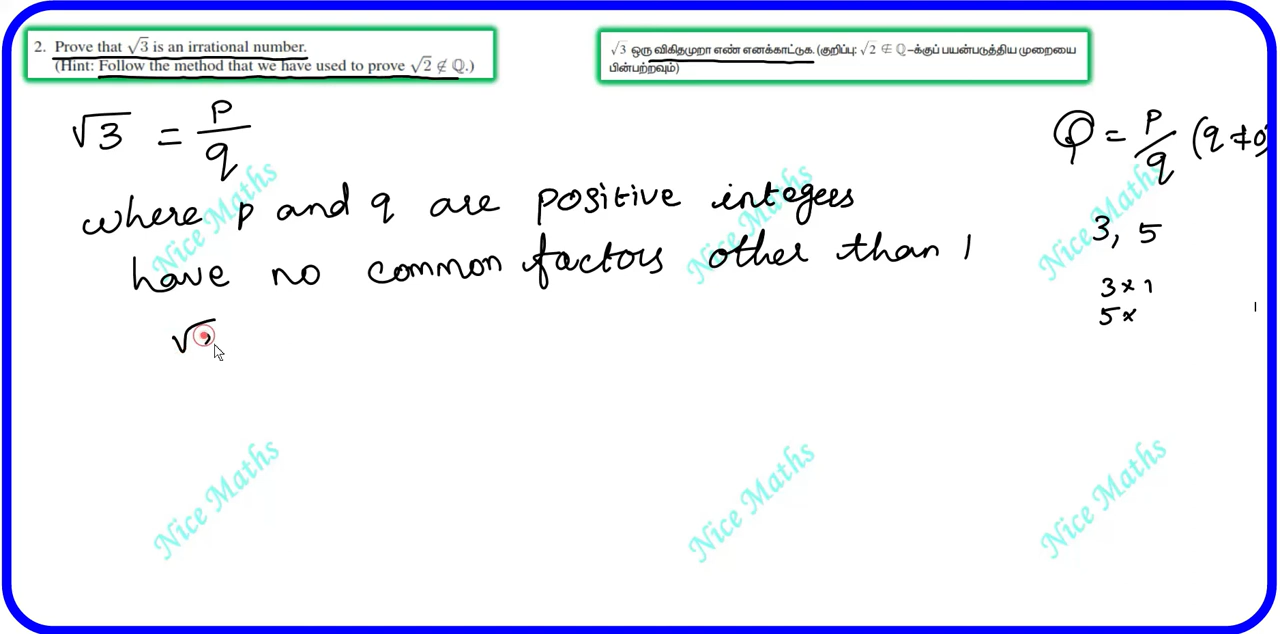 2. Prove that √3 is an irrational number.
(Hint: Follow the method that we have used to prove √2 ∉ ℚ.)
√3 ஒரு விகிதமுறா எண் எனக்காட்டுக. (குறிப்பு: √2 ∉ ℚ-க்குப் பயன்படுத்திய முறையை
பின்பற்றவும்)
√3 = p/q
where p and q are positive integers
have no common factors other than 1
√
Q = p/q (q ≠ 0)
3, 5
3 × 1
5 ×
Nice Maths
Nice Maths
Nice Maths
Nice Maths
Nice Maths
Nice Maths